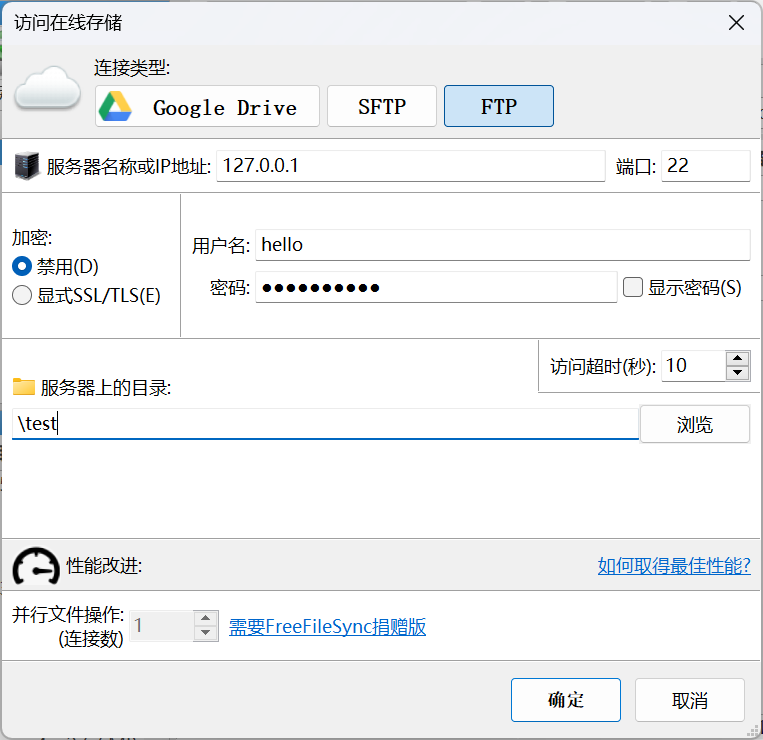 访问在线存储
连接类型:
Google Drive
SFTP
FTP
服务器名称或IP地址: 127.0.0.1 端口: 22
加密:
禁用(D)
显式SSL/TLS(E)
用户名: hello
密码: ●●●●●●●●●● 显示密码(S)
访问超时(秒): 10
服务器上的目录:
\test
浏览
性能改进:
如何取得最佳性能?
并行文件操作:
(连接数)
1
需要FreeFileSync捐赠版
确定
取消